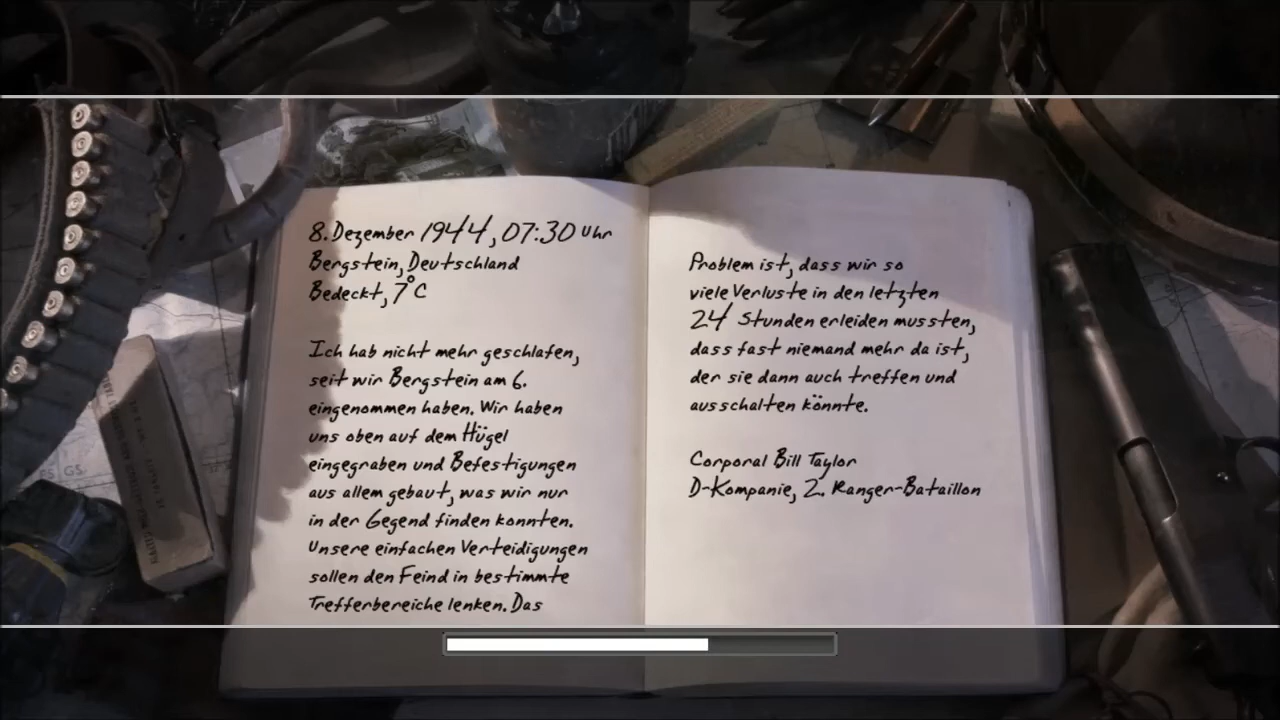 8. Dezember 1944, 07:30 Uhr
Bergstein, Deutschland
Bedeckt, 7°C
Ich hab nicht mehr geschlafen,
seit wir Bergstein am 6.
eingenommen haben. Wir haben
uns oben auf dem Hügel
eingegraben und Befestigungen
aus allem gebaut, was wir nur
in der Gegend finden konnten.
Unsere einfachen Verteidigungen
sollen den Feind in bestimmte
Trefferbereiche lenken. Das
Problem ist, dass wir so
viele Verluste in den letzten
24 Stunden erleiden mussten,
dass fast niemand mehr da ist,
der sie dann auch treffen und
ausschalten könnte.
Corporal Bill Taylor
D-Kompanie, 2. Ranger-Bataillon